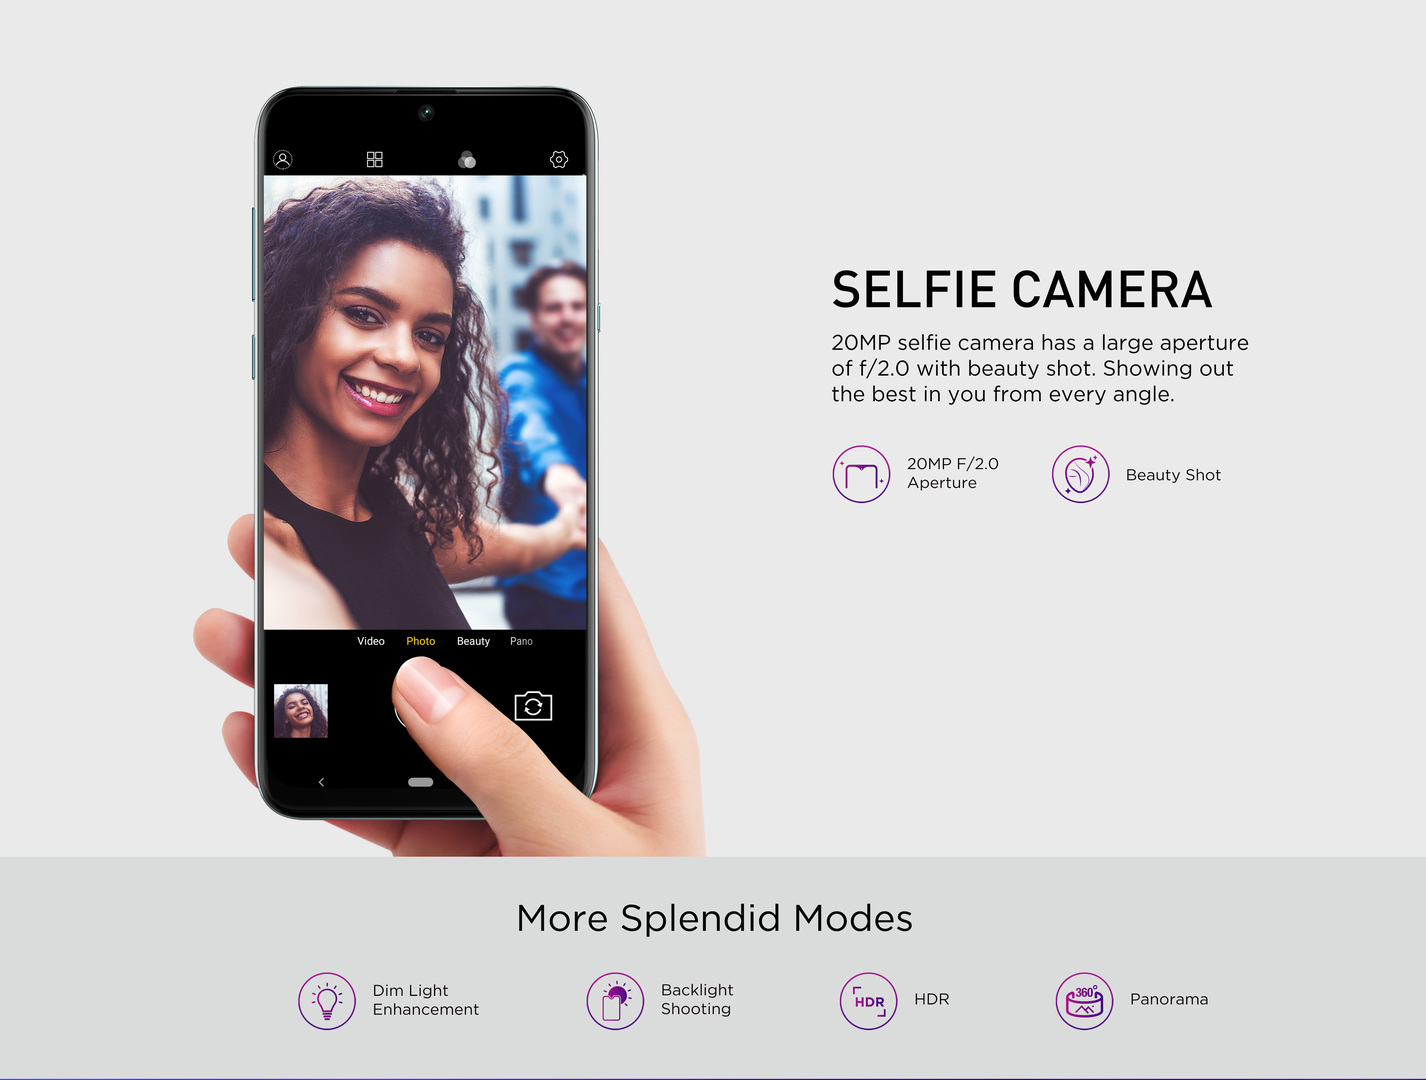 SELFIE CAMERA
20MP selfie camera has a large aperture
of f/2.0 with beauty shot. Showing out
the best in you from every angle.
20MP F/2.0
Aperture
Beauty Shot
Video Photo Beauty Pano
More Splendid Modes
Dim Light
Enhancement
Backlight
Shooting
HDR
HDR
360°
Panorama